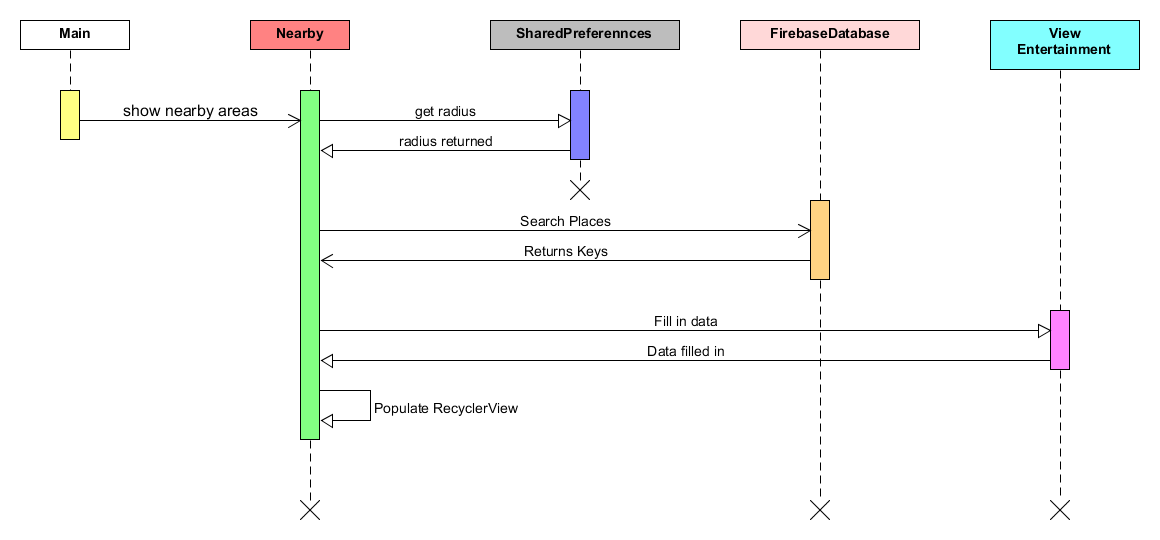 Main
Nearby
SharedPreferennces
FirebaseDatabase
View
Entertainment
show nearby areas
get radius
radius returned
Search Places
Returns Keys
Fill in data
Data filled in
Populate RecyclerView